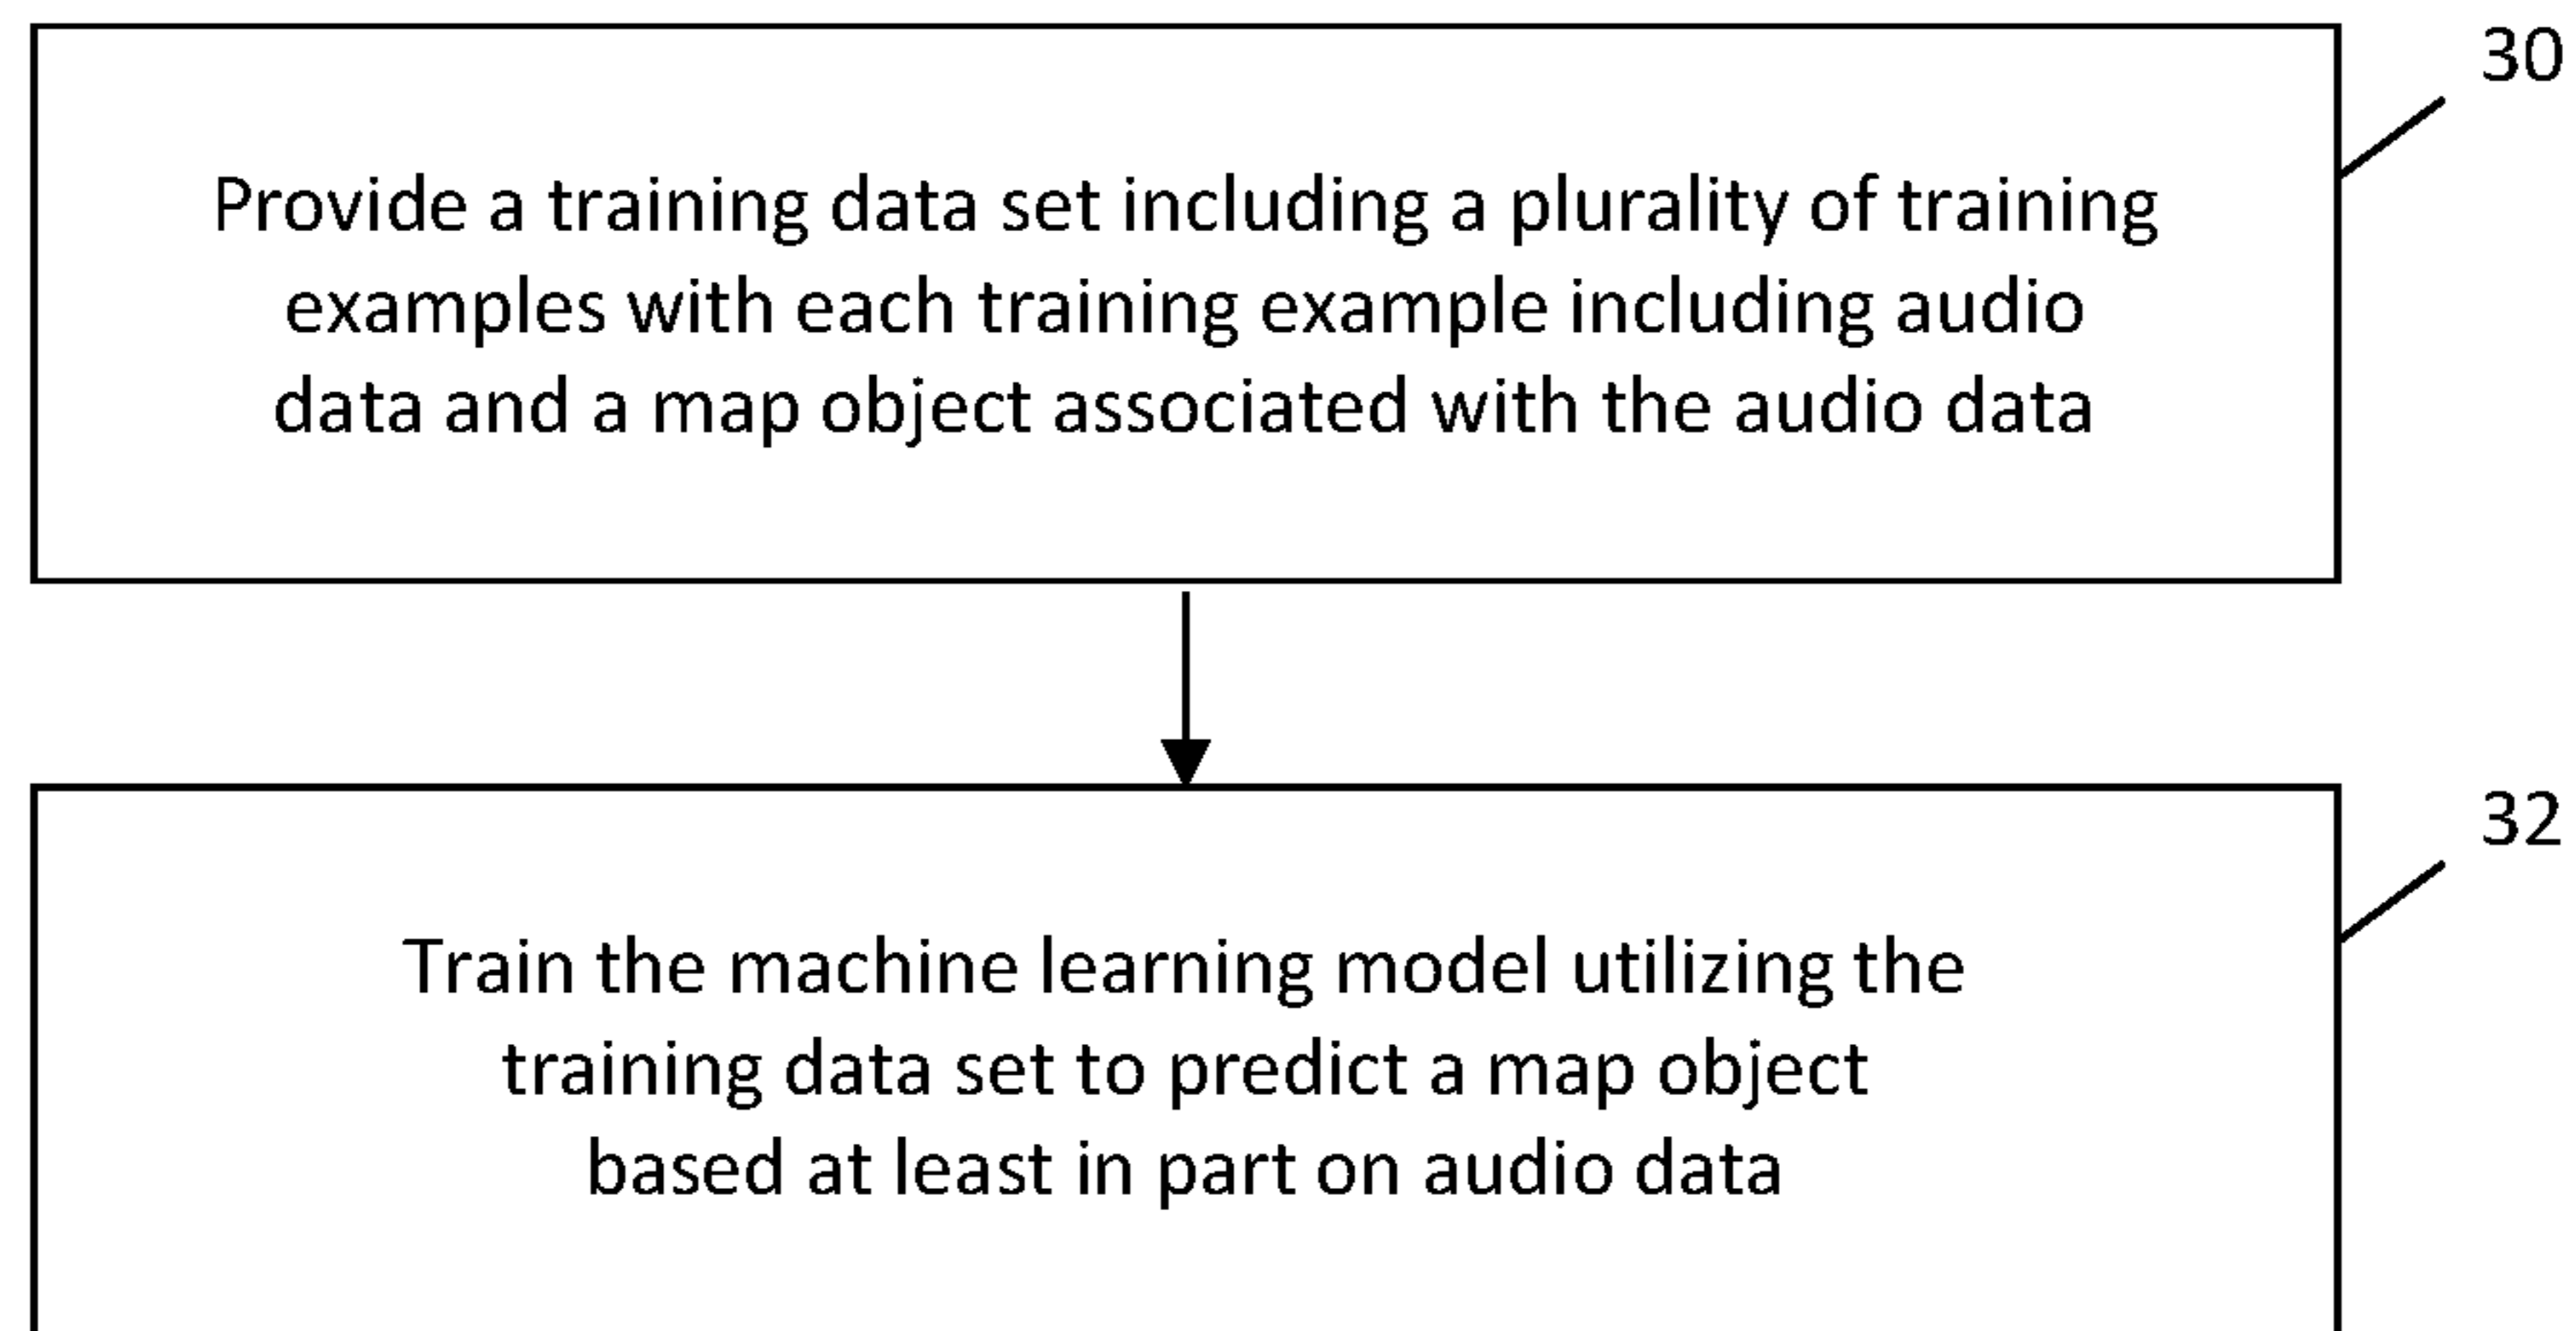 30
Provide a training data set including a plurality of training
examples with each training example including audio
data and a map object associated with the audio data
32
Train the machine learning model utilizing the
training data set to predict a map object
based at least in part on audio data